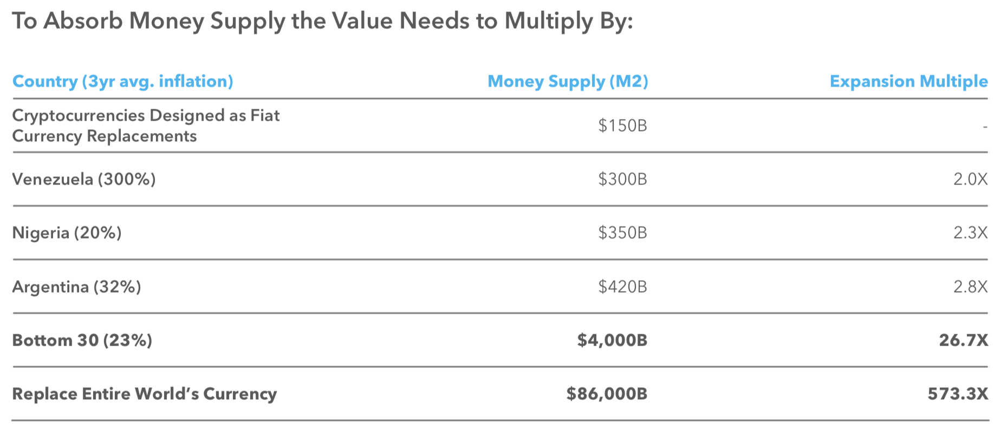 To Absorb Money Supply the Value Needs to Multiply By:
Country (3yr avg. inflation) Money Supply (M2) Expansion Multiple
Cryptocurrencies Designed as Fiat
Currency Replacements $150B -
Venezuela (300%) $300B 2.0X
Nigeria (20%) $350B 2.3X
Argentina (32%) $420B 2.8X
Bottom 30 (23%) $4,000B 26.7X
Replace Entire World’s Currency $86,000B 573.3X